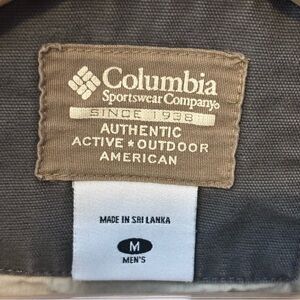 Columbia
Sportswear Company®
SINCE 1938
AUTHENTIC
ACTIVE ★ OUTDOOR
AMERICAN
MADE IN SRI LANKA
M
MEN'S